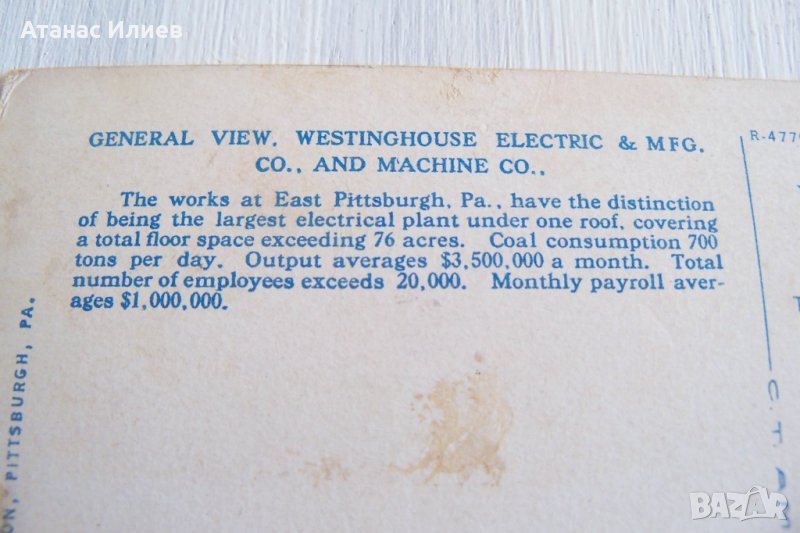 Атанас Илиев
GENERAL VIEW. WESTINGHOUSE ELECTRIC & MFG.
CO., AND MACHINE CO.,
The works at East Pittsburgh, Pa., have the distinction
of being the largest electrical plant under one roof, covering
a total floor space exceeding 76 acres. Coal consumption 700
tons per day. Output averages $3,500,000 a month. Total
number of employees exceeds 20,000. Monthly payroll aver-
ages $1,000,000.
R-477
PITTSBURGH, PA.
C. T.
BAZAR